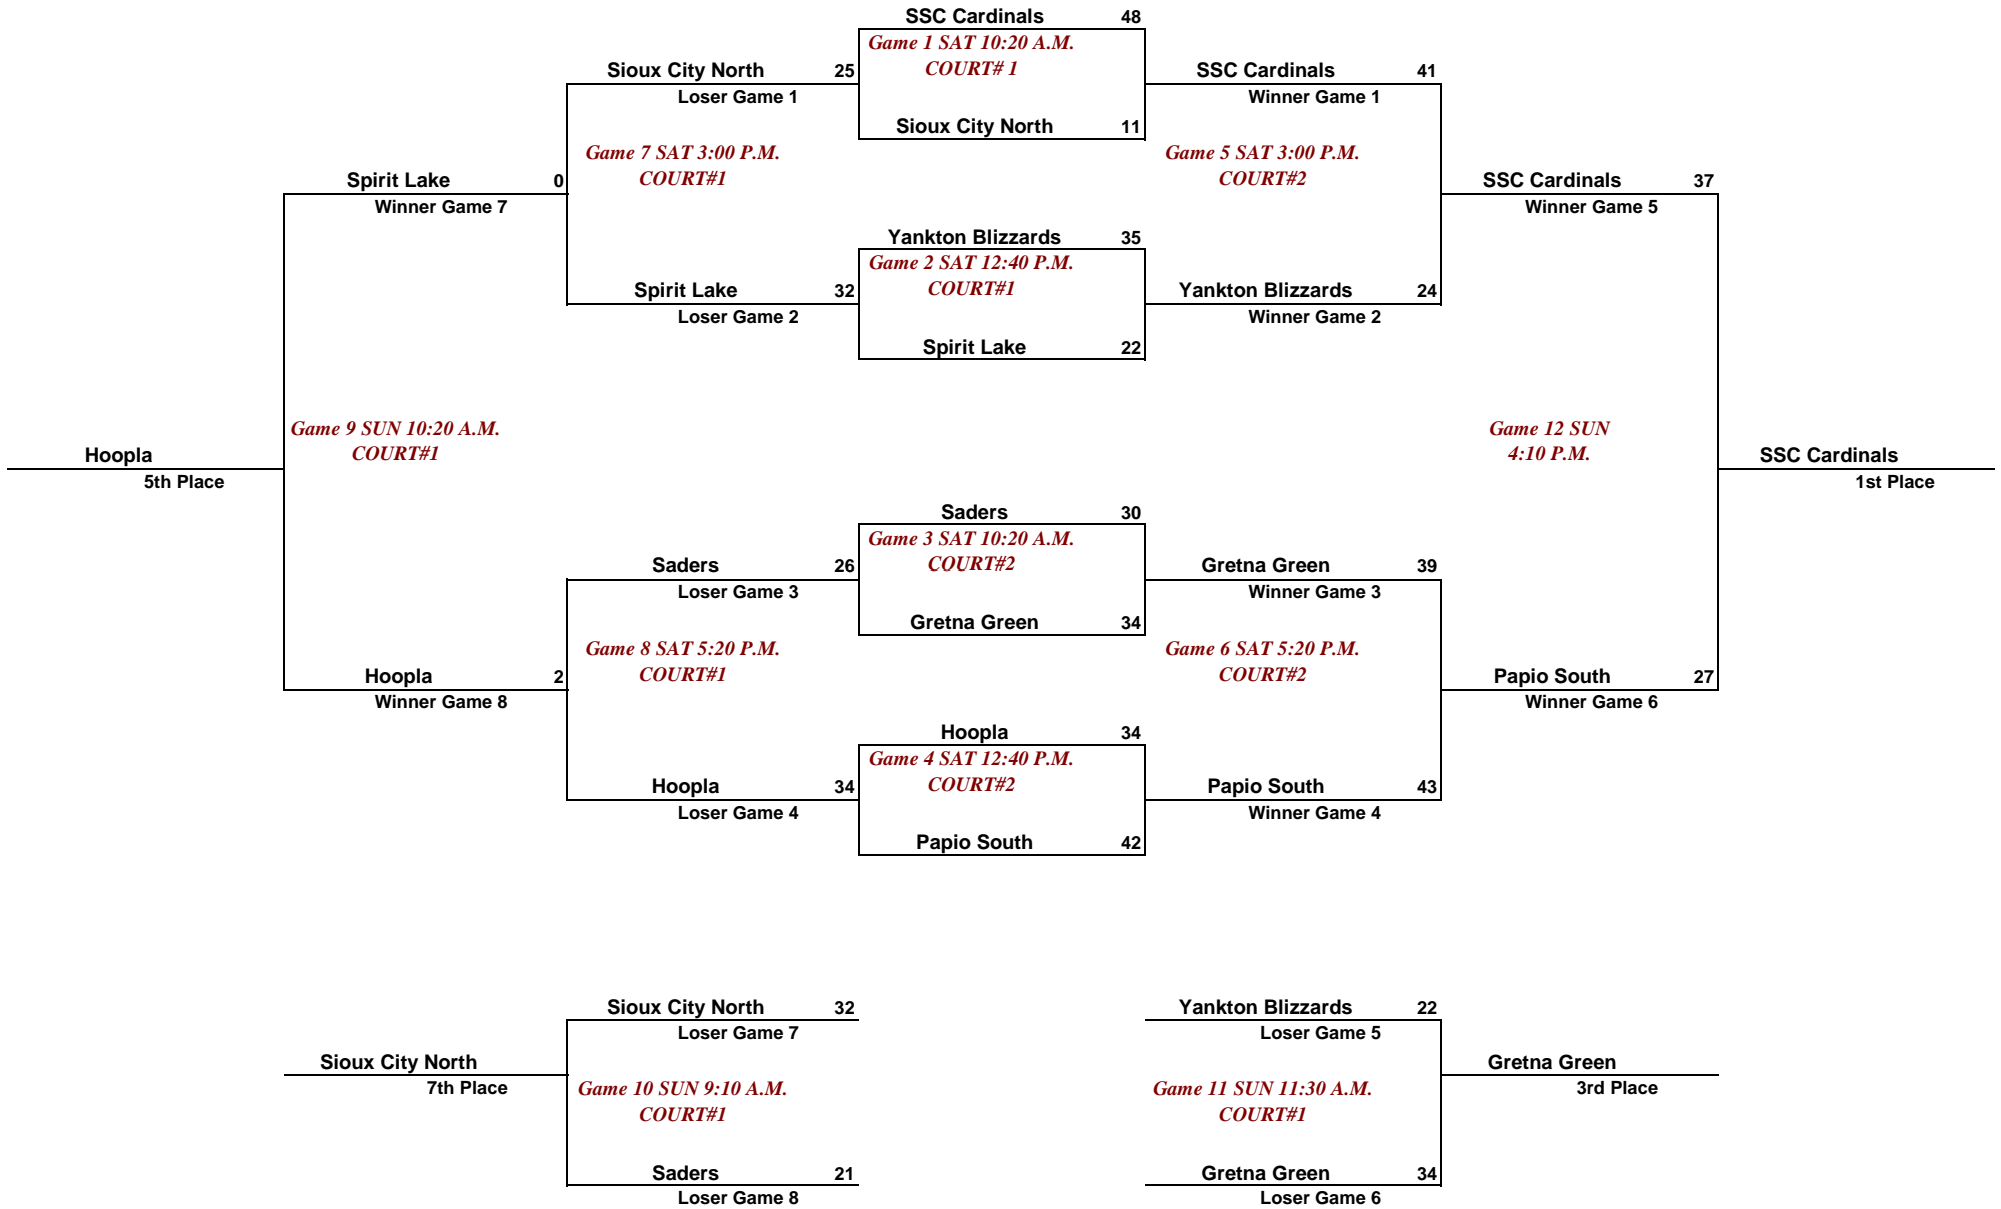 SSC Cardinals 48
Game 1 SAT 10:20 A.M.
COURT# 1
Sioux City North 25
Loser Game 1
SSC Cardinals 41
Winner Game 1
Sioux City North 11
Game 7 SAT 3:00 P.M.
COURT#1
Game 5 SAT 3:00 P.M.
COURT#2
Spirit Lake 0
Winner Game 7
SSC Cardinals 37
Winner Game 5
Yankton Blizzards 35
Game 2 SAT 12:40 P.M.
COURT#1
Spirit Lake 32
Loser Game 2
Yankton Blizzards 24
Winner Game 2
Spirit Lake 22
Game 9 SUN 10:20 A.M.
COURT#1
Game 12 SUN
4:10 P.M.
Hoopla
5th Place
SSC Cardinals
1st Place
Saders 30
Game 3 SAT 10:20 A.M.
COURT#2
Saders 26
Loser Game 3
Gretna Green 39
Winner Game 3
Gretna Green 34
Game 8 SAT 5:20 P.M.
COURT#1
Game 6 SAT 5:20 P.M.
COURT#2
Hoopla 2
Winner Game 8
Papio South 27
Winner Game 6
Hoopla 34
Game 4 SAT 12:40 P.M.
COURT#2
Hoopla 34
Loser Game 4
Papio South 43
Winner Game 4
Papio South 42
Sioux City North 32
Loser Game 7
Yankton Blizzards 22
Loser Game 5
Sioux City North
7th Place
Game 10 SUN 9:10 A.M.
COURT#1
Game 11 SUN 11:30 A.M.
COURT#1
Gretna Green
3rd Place
Saders 21
Loser Game 8
Gretna Green 34
Loser Game 6